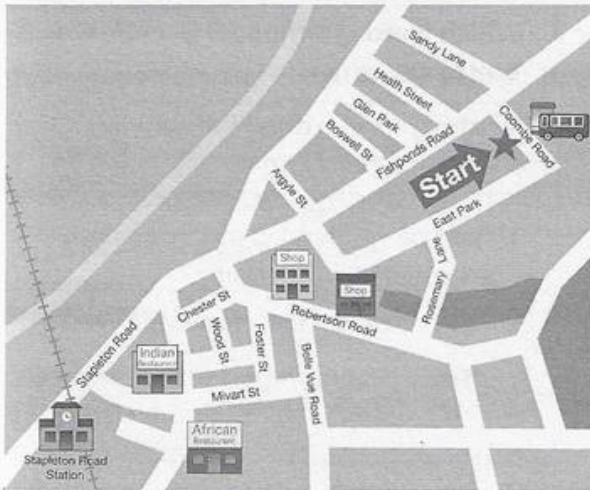 Sandy Lane
Heath Street
Glen Park
Boswell St
Fishponds Road
Coombe Road
Start
Argyle St
East Park
Rosemary Lane
Shop
Shop
Chester St
Robertson Road
Wood St
Foster St
Stapleton Road
Indian
Restaurant
Belle Vue Road
Mivart St
African
Restaurant
Stapleton Road
Station